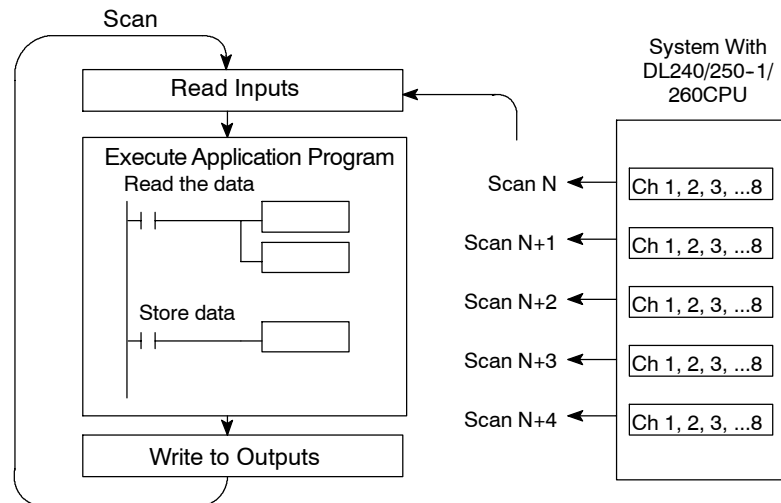 Scan
Read Inputs
Execute Application Program
Read the data
Store data
Write to Outputs
System With
DL240/250-1/
260CPU
Scan N
Ch 1, 2, 3, ...8
Scan N+1
Ch 1, 2, 3, ...8
Scan N+2
Ch 1, 2, 3, ...8
Scan N+3
Ch 1, 2, 3, ...8
Scan N+4
Ch 1, 2, 3, ...8